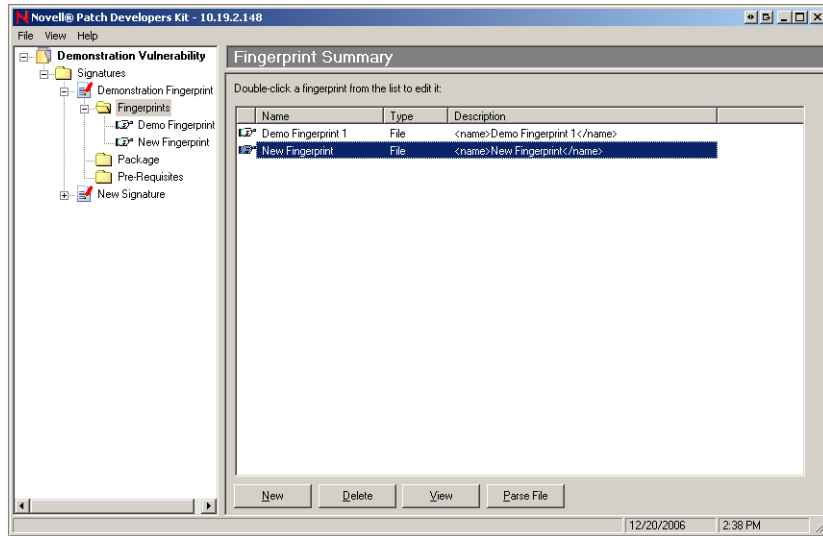 Novell® Patch Developers Kit - 10.19.2.148
File View Help
Demonstration Vulnerability
Signatures
Demonstration Fingerprint
Fingerprints
Demo Fingerprint
New Fingerprint
Package
Pre-Requisites
New Signature
Fingerprint Summary
Double-click a fingerprint from the list to edit it:
Name Type Description
Demo Fingerprint 1 File <name>Demo Fingerprint 1</name>
New Fingerprint File <name>New Fingerprint</name>
New Delete View Parse File
12/20/2006 2:38 PM